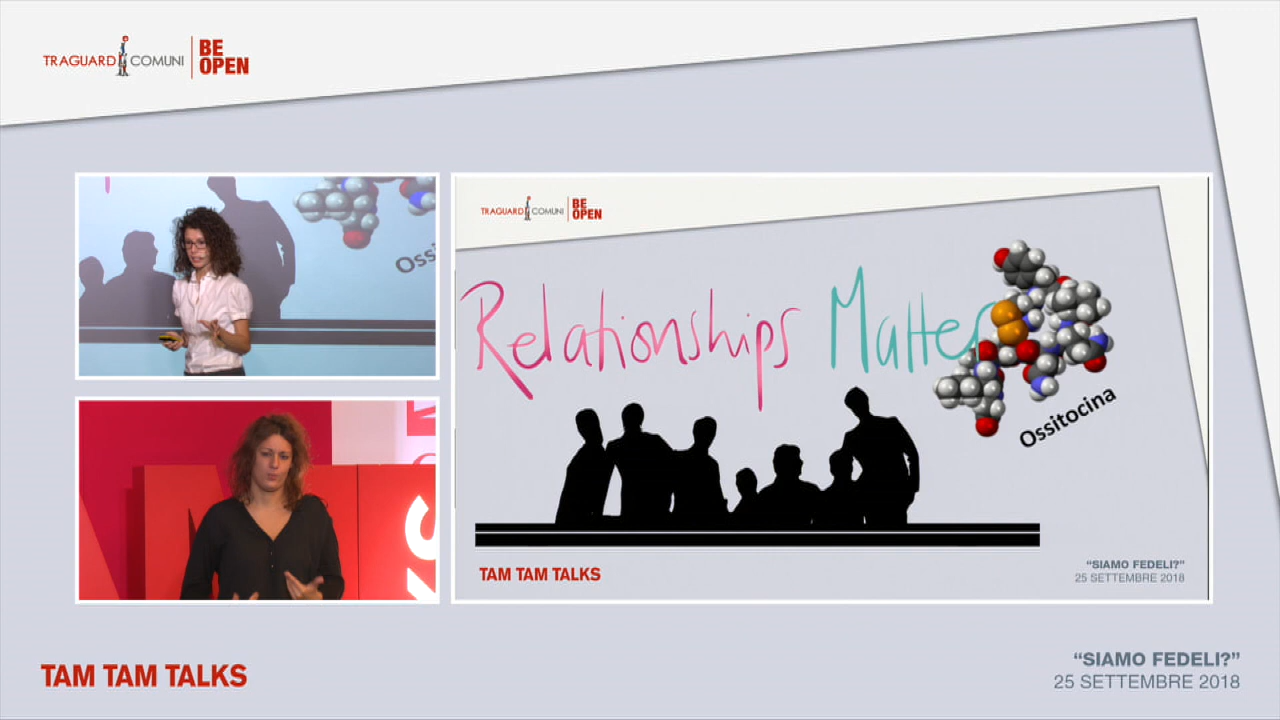 TRAGUARDI COMUNI
BE
OPEN
Ossi
TRAGUARDI COMUNI
BE
OPEN
Relationships Matter
Ossitocina
TAM TAM TALKS
“SIAMO FEDELI?”
25 SETTEMBRE 2018
TAM TAM TALKS
“SIAMO FEDELI?”
25 SETTEMBRE 2018